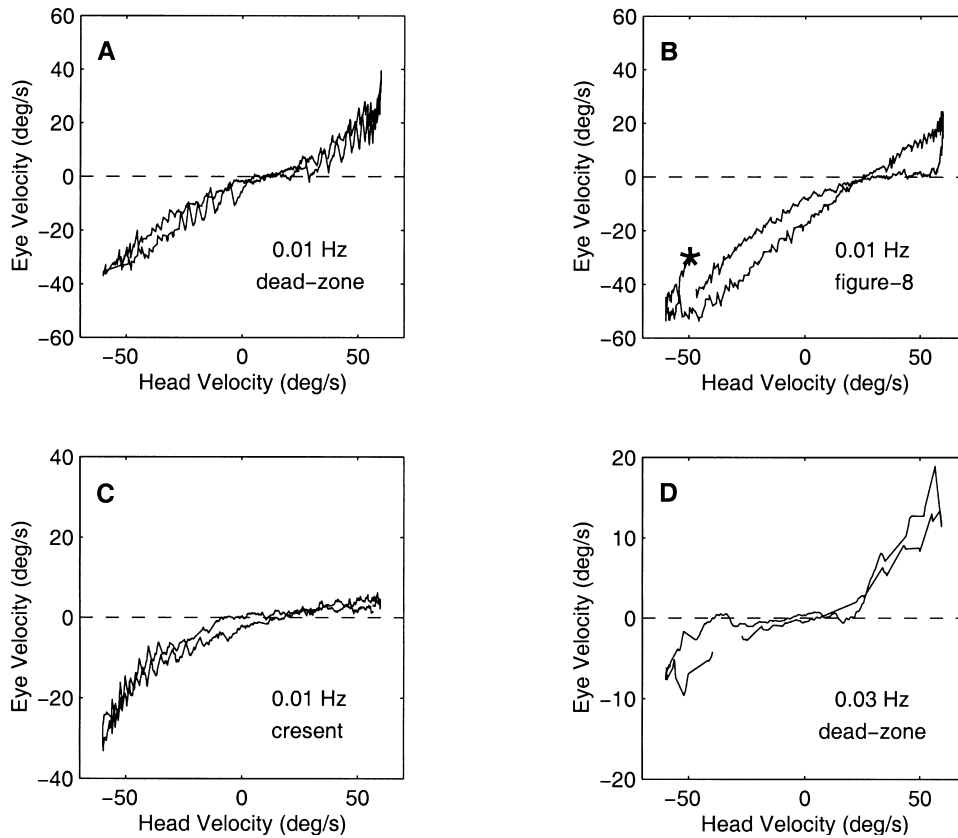 A
Eye Velocity (deg/s)
60
40
20
0
−20
−40
−60
0.01 Hz
dead−zone
−50
0
50
Head Velocity (deg/s)
B
Eye Velocity (deg/s)
60
40
20
0
−20
−40
−60
*
0.01 Hz
figure−8
−50
0
50
Head Velocity (deg/s)
C
Eye Velocity (deg/s)
40
20
0
−20
−40
0.01 Hz
cresent
−50
0
50
Head Velocity (deg/s)
D
Eye Velocity (deg/s)
20
10
0
−10
−20
0.03 Hz
dead−zone
−50
0
50
Head Velocity (deg/s)